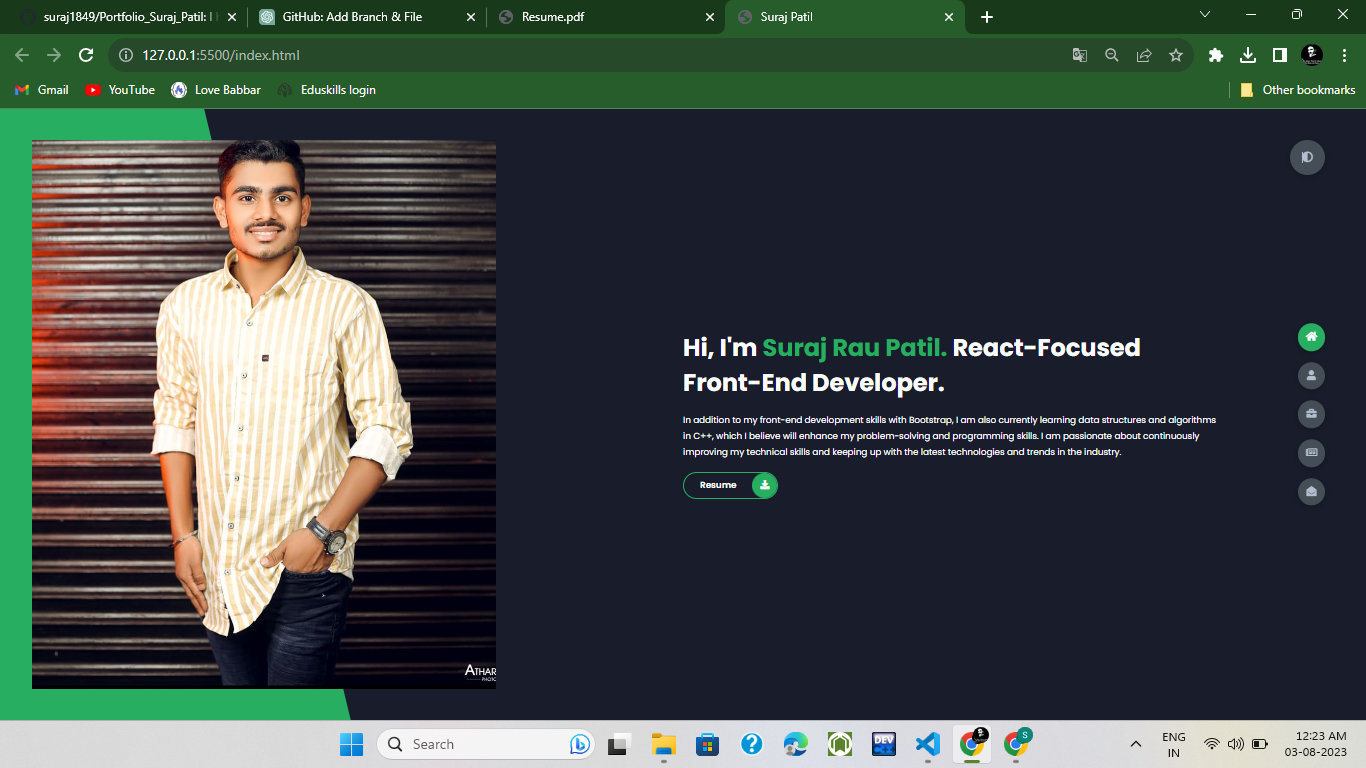 suraj1849/Portfolio_Suraj_Patil: I
GitHub: Add Branch & File
Resume.pdf
Suraj Patil
127.0.0.1:5500/index.html
Gmail
YouTube
Love Babbar
Eduskills login
Other bookmarks
Hi, I'm Suraj Rau Patil. React-Focused
Front-End Developer.
In addition to my front-end development skills with Bootstrap, I am also currently learning data structures and algorithms
in C++, which I believe will enhance my problem-solving and programming skills. I am passionate about continuously
improving my technical skills and keeping up with the latest technologies and trends in the industry.
Resume
ATHAR
PHOTO
Search
DEV
C++
S
ENG
IN
12:23 AM
03-08-2023